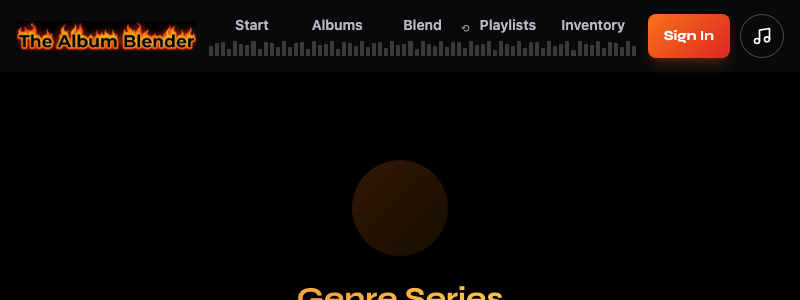 The Album Blender
Start
Albums
Blend
Playlists
Inventory
Sign In
Genre Series